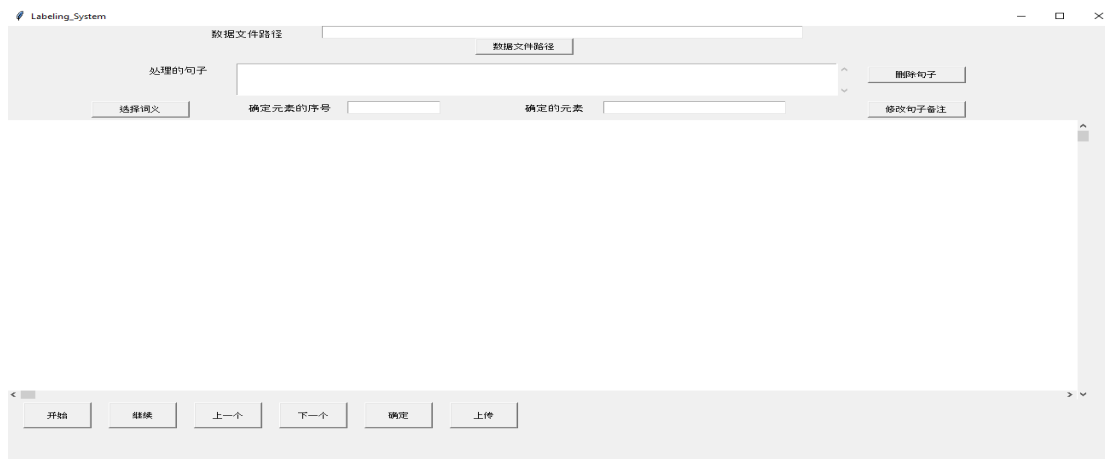 Labeling_System
数据文件路径
数据文件路径
处理的句子
删除句子
选择词义 确定元素的序号 确定的元素 修改句子备注
开始 继续 上一个 下一个 确定 上传